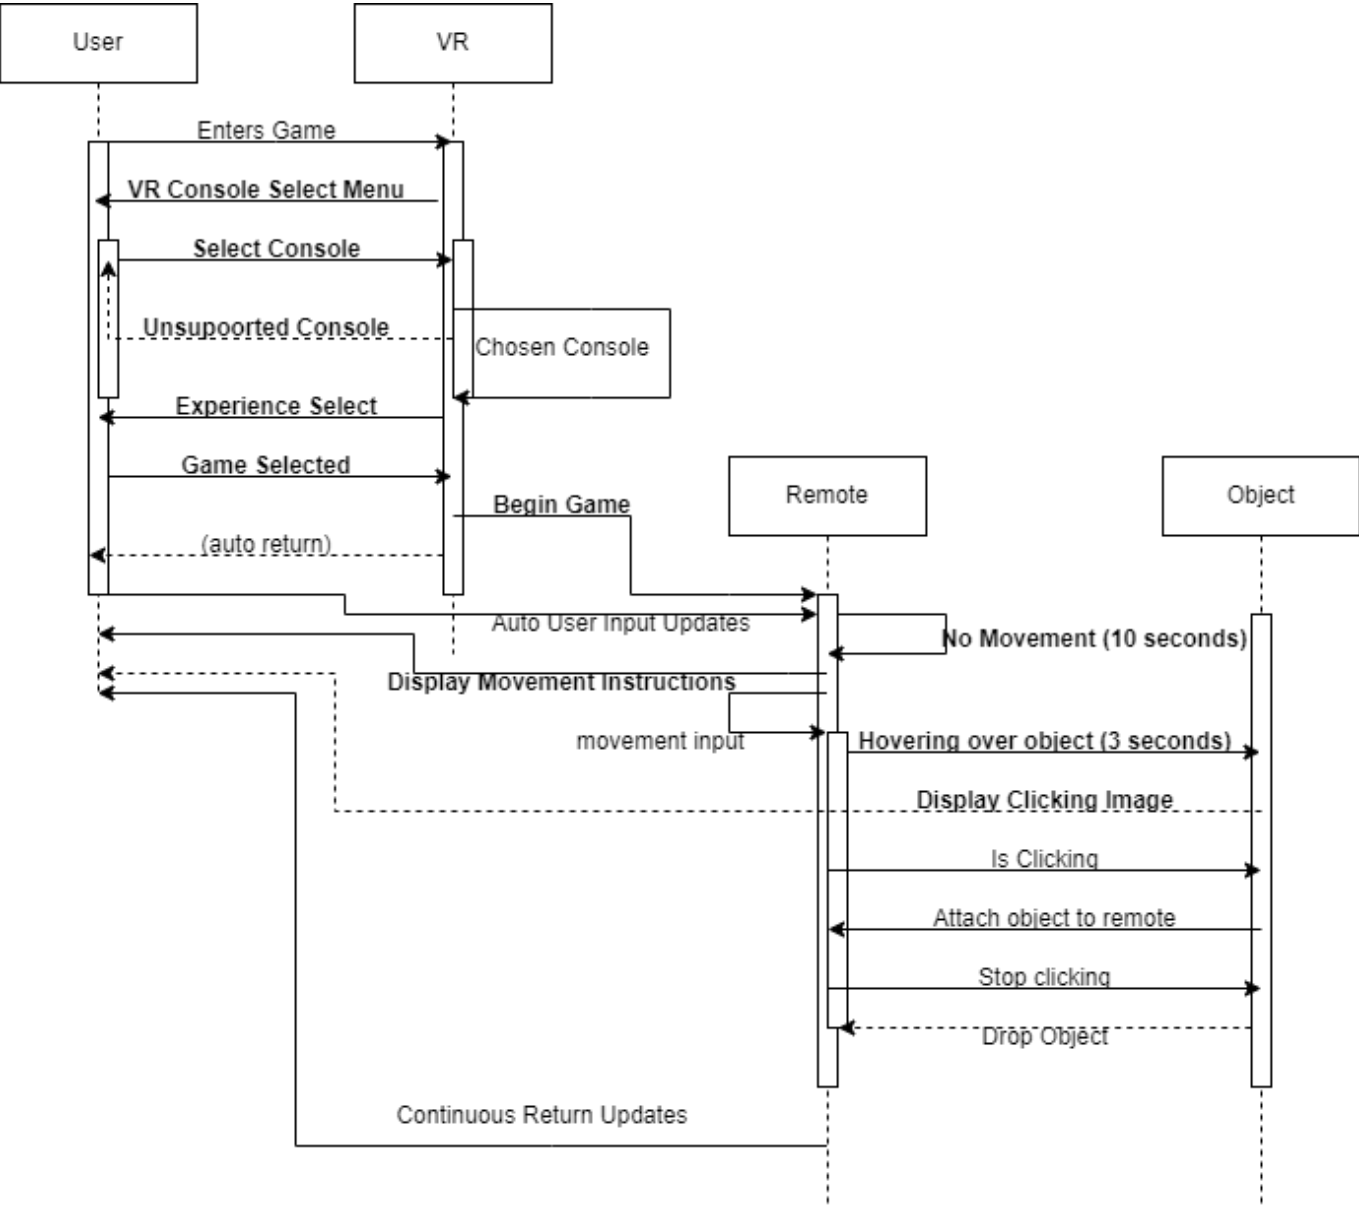 User
VR
Enters Game
VR Console Select Menu
Select Console
Unsupoorted Console
Chosen Console
Experience Select
Game Selected
Remote
Object
Begin Game
(auto return)
Auto User Input Updates
No Movement (10 seconds)
Display Movement Instructions
movement input
Hovering over object (3 seconds)
Display Clicking Image
Is Clicking
Attach object to remote
Stop clicking
Drop Object
Continuous Return Updates